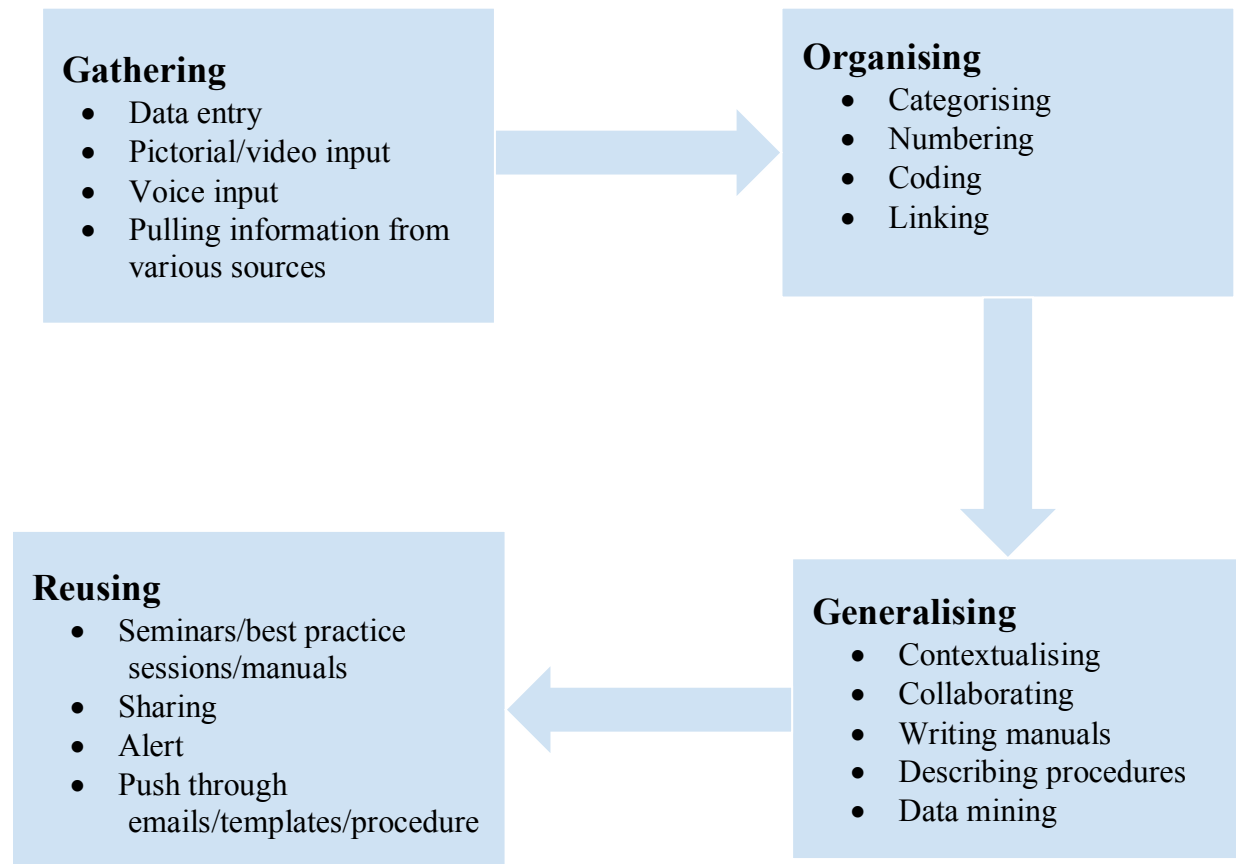 Gathering
• Data entry
• Pictorial/video input
• Voice input
• Pulling information from
various sources
Organising
• Categorising
• Numbering
• Coding
• Linking
Generalising
• Contextualising
• Collaborating
• Writing manuals
• Describing procedures
• Data mining
Reusing
• Seminars/best practice
sessions/manuals
• Sharing
• Alert
• Push through
emails/templates/procedure